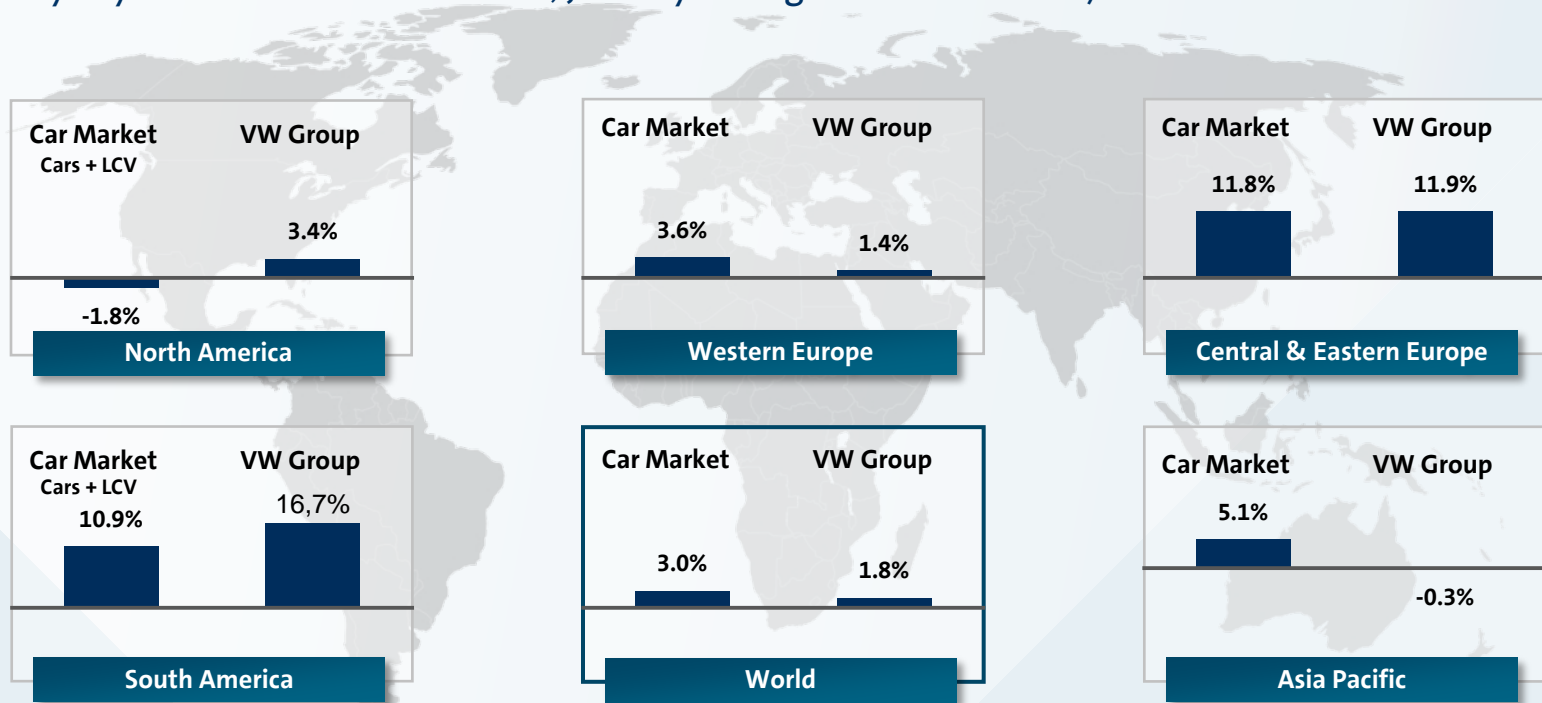 Car Market VW Group
Cars + LCV
3.4%
-1.8%
North America
Car Market VW Group
3.6%
1.4%
Western Europe
Car Market VW Group
11.8% 11.9%
Central & Eastern Europe
Car Market VW Group
Cars + LCV
10.9%
16,7%
South America
Car Market VW Group
3.0%
1.8%
World
Car Market VW Group
5.1%
-0.3%
Asia Pacific